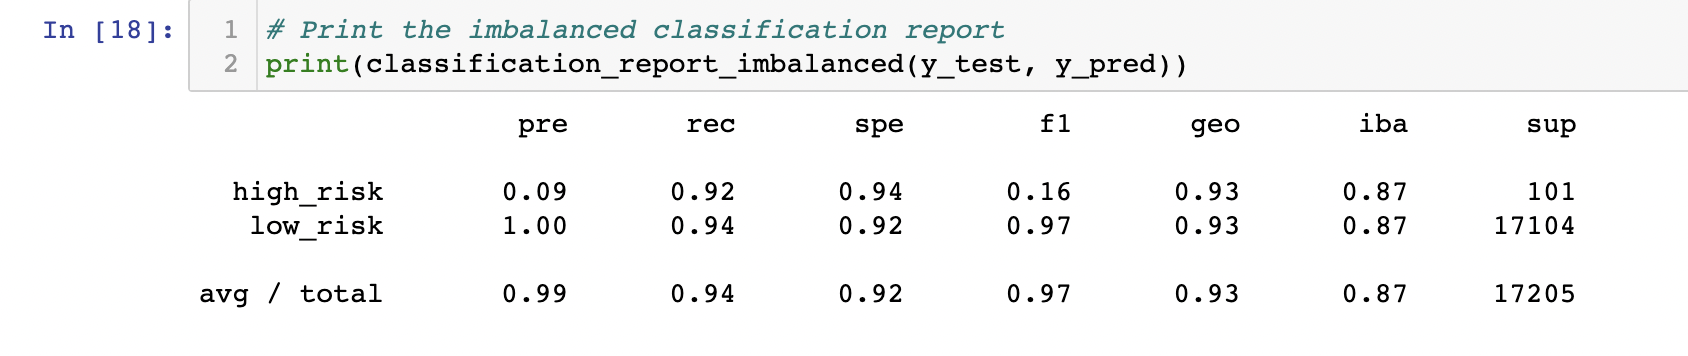 In [18]: 1 # Print the imbalanced classification report
2 print(classification_report_imbalanced(y_test, y_pred))
pre rec spe f1 geo iba sup
high_risk 0.09 0.92 0.94 0.16 0.93 0.87 101
low_risk 1.00 0.94 0.92 0.97 0.93 0.87 17104
avg / total 0.99 0.94 0.92 0.97 0.93 0.87 17205